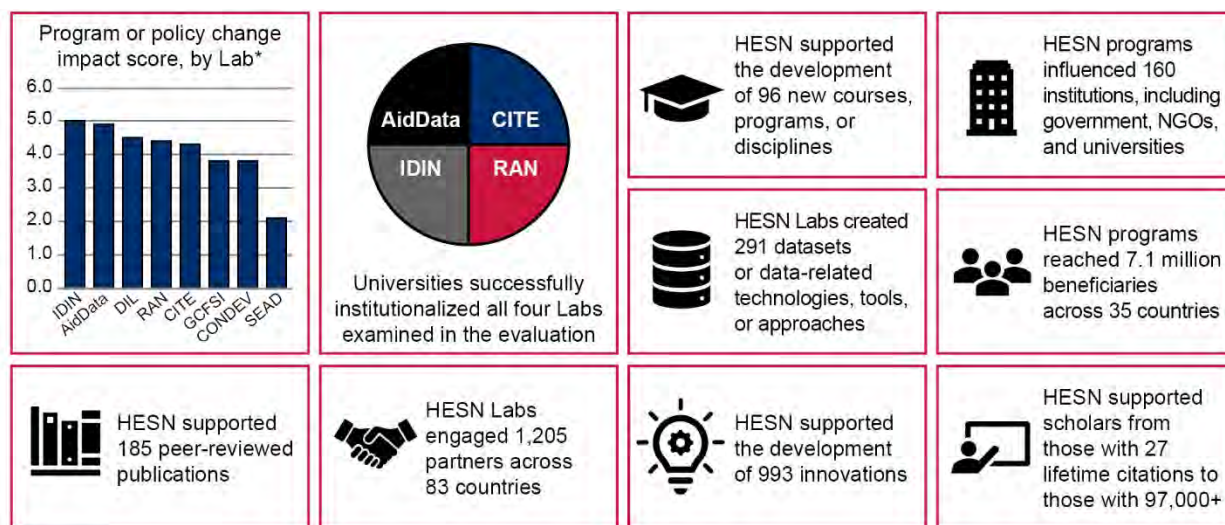 Program or policy change
impact score, by Lab*
6.0
5.0
4.0
3.0
2.0
1.0
0.0
IDIN
AidData
DIL
RAN
CITE
GCFSI
CONDEV
SEAD
AidData
CITE
IDIN
RAN
Universities successfully
institutionalized all four Labs
examined in the evaluation
HESN supported
the development
of 96 new courses,
programs, or
disciplines
HESN programs
influenced 160
institutions, including
government, NGOs,
and universities
HESN Labs created
291 datasets
or data-related
technologies, tools,
or approaches
HESN programs
reached 7.1 million
beneficiaries
across 35 countries
HESN supported
185 peer-reviewed
publications
HESN Labs
engaged 1,205
partners across
83 countries
HESN supported
the development
of 993 innovations
HESN supported
scholars from
those with 27
lifetime citations to
those with 97,000+